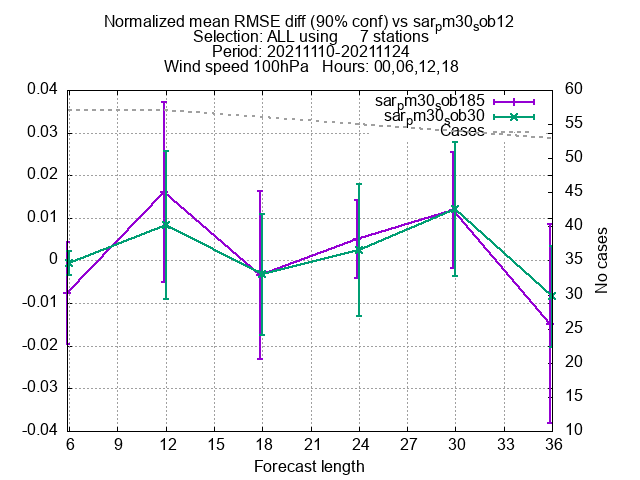 Normalized mean RMSE diff (90% conf) vs sarpm30sob12
Selection: ALL using     7 stations
Period: 20211110-20211124
Wind speed 100hPa   Hours: 00,06,12,18
sarpm30sob185
sarpm30sob30
Cases
0.04
0.03
0.02
0.01
0
-0.01
-0.02
-0.03
-0.04
60
55
50
45
40
35
30
25
20
15
10
No cases
6 9 12 15 18 21 24 27 30 33 36
Forecast length